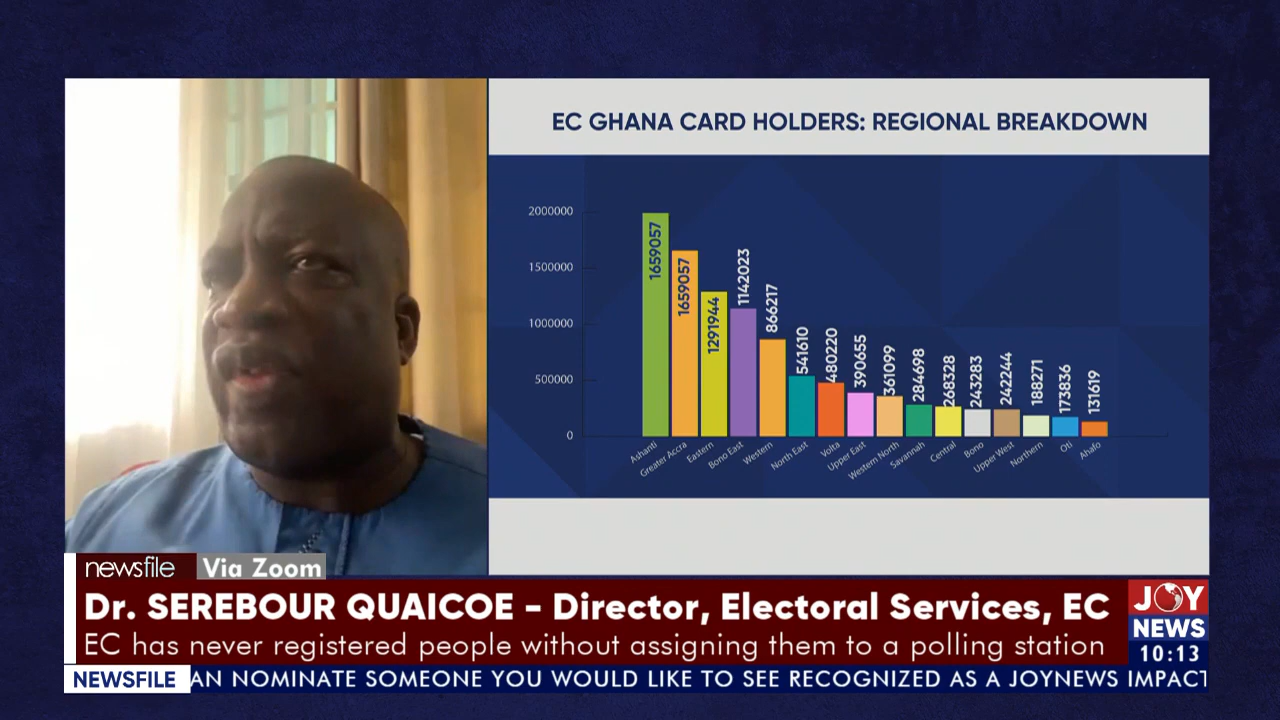 EC GHANA CARD HOLDERS: REGIONAL BREAKDOWN
2000000
1500000
1000000
500000
0
1659057
1659057
1291944
1142023
866217
541610
480220
390655
361099
284698
268328
243283
242244
188271
173836
131619
Ashanti
Greater Accra
Eastern
Bono East
Western
North East
Volta
Upper East
Western North
Savannah
Central
Bono
Upper West
Northern
Oti
Ahafo
newsfile Via Zoom
Dr. SEREBOUR QUAICOE - Director, Electoral Services, EC
EC has never registered people without assigning them to a polling station
JOY
NEWS
10:13
NEWSFILE AN NOMINATE SOMEONE YOU WOULD LIKE TO SEE RECOGNIZED AS A JOYNEWS IMPACT